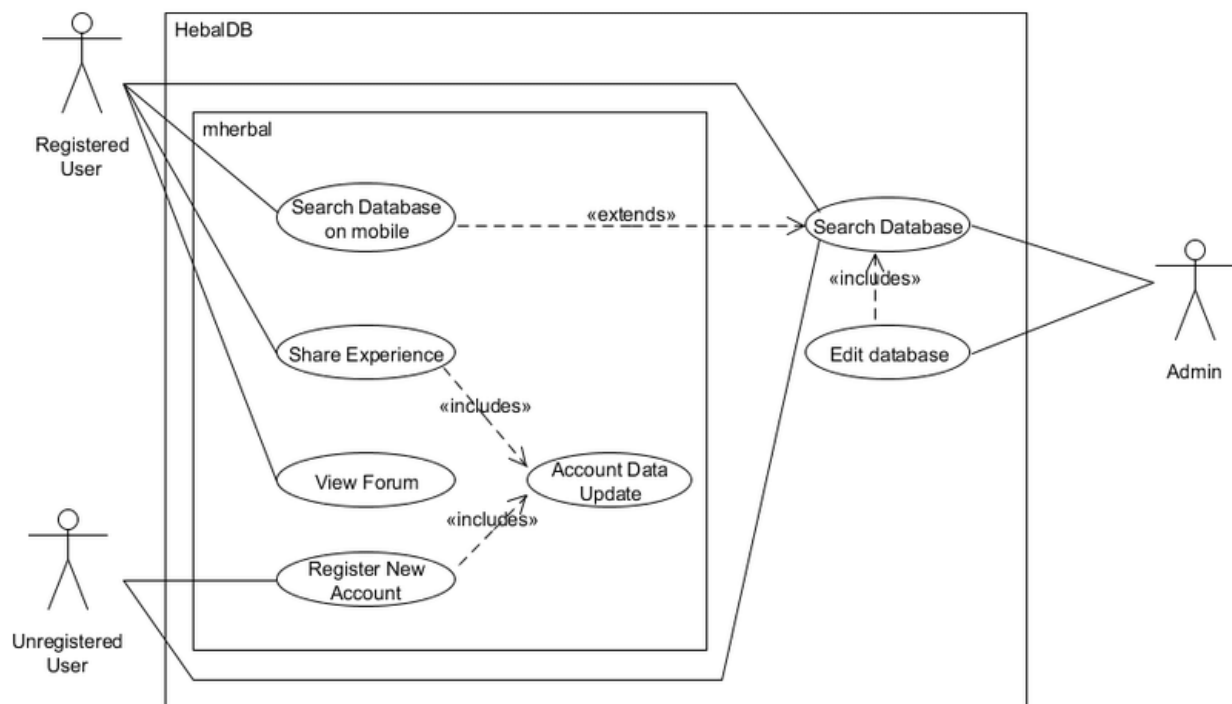 HebalDB
mherbal
Registered
User
Search Database
on mobile
«extends»
Search Database
«includes»
Share Experience
Edit database
Admin
«includes»
View Forum
Account Data
Update
«includes»
Register New
Account
Unregistered
User